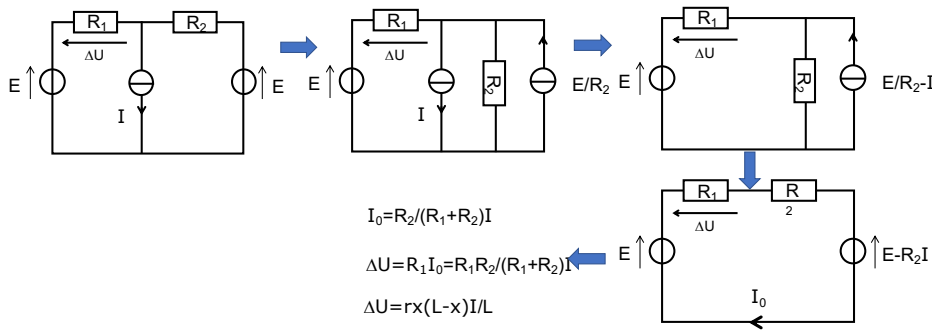 R₁
R₂
ΔU
E
I
E
R₁
ΔU
E
I
R₂
E/R₂
R₁
ΔU
E
R₂
E/R₂-I
R₁
R
2
ΔU
E
E-R₂I
I₀
I₀=R₂/(R₁+R₂)I
ΔU=R₁I₀=R₁R₂/(R₁+R₂)I
ΔU=rx(L-x)I/L